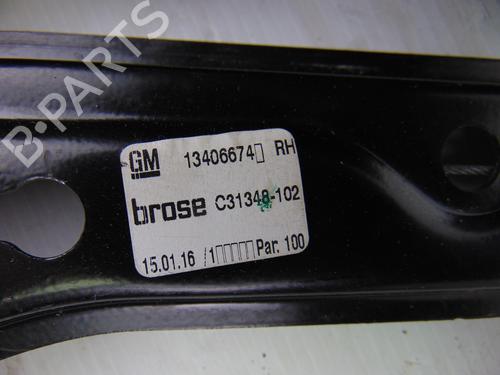 GM 13406674▯ RH
brose C31348-102
15.01.16 /1▯▯▯▯▯ Par. 100
B-PARTS